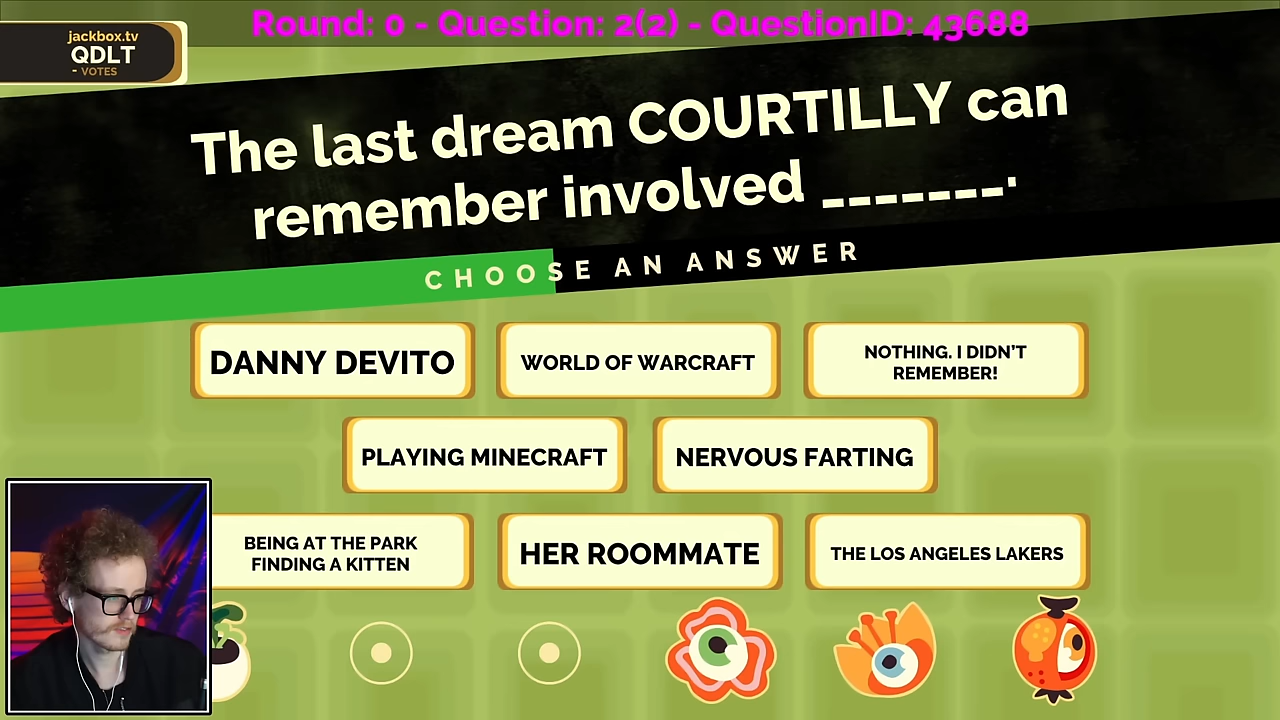 Round: 0 - Question: 2(2) - QuestionID: 43688
jackbox.tv
QDLT
- VOTES
The last dream COURTILLY can
remember involved _______.
CHOOSE AN ANSWER
DANNY DEVITO
WORLD OF WARCRAFT
NOTHING. I DIDN'T
REMEMBER!
PLAYING MINECRAFT
NERVOUS FARTING
BEING AT THE PARK
FINDING A KITTEN
HER ROOMMATE
THE LOS ANGELES LAKERS